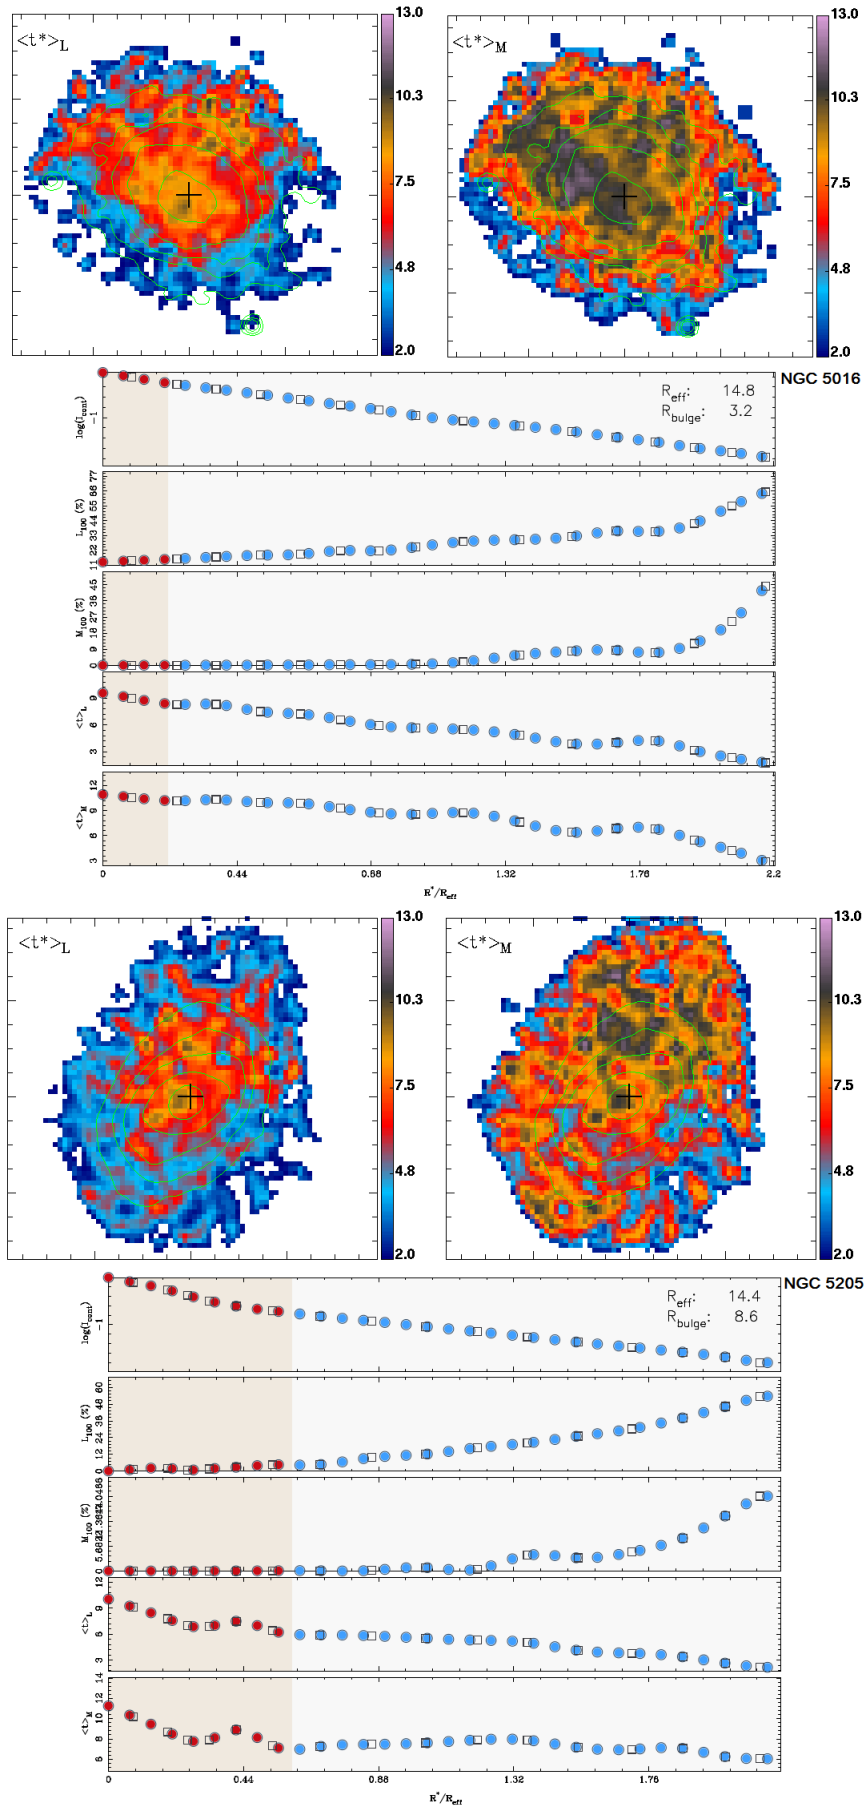 <t*>L
13.0
10.3
7.5
4.8
2.0
<t*>M
13.0
10.3
7.5
4.8
2.0
NGC 5016
Reff: 14.8
Rbulge: 3.2
log(Icent)
-1
L100 (%)
11 22 33 44 55 66 77
M100 (%)
0 9 18 27 36 45
<t>L
3 6 9
<t>M
3 6 9 12
0 0.44 0.88 1.32 1.76 2.2
R*/Reff
<t*>L
13.0
10.3
7.5
4.8
2.0
<t*>M
13.0
10.3
7.5
4.8
2.0
NGC 5205
Reff: 14.4
Rbulge: 8.6
log(Icent)
-1
L100 (%)
0 12 24 36 48 60
M100 (%)
<t>L
3 6 9 12
<t>M
6 8 10 12 14
0 0.44 0.88 1.32 1.76
R*/Reff